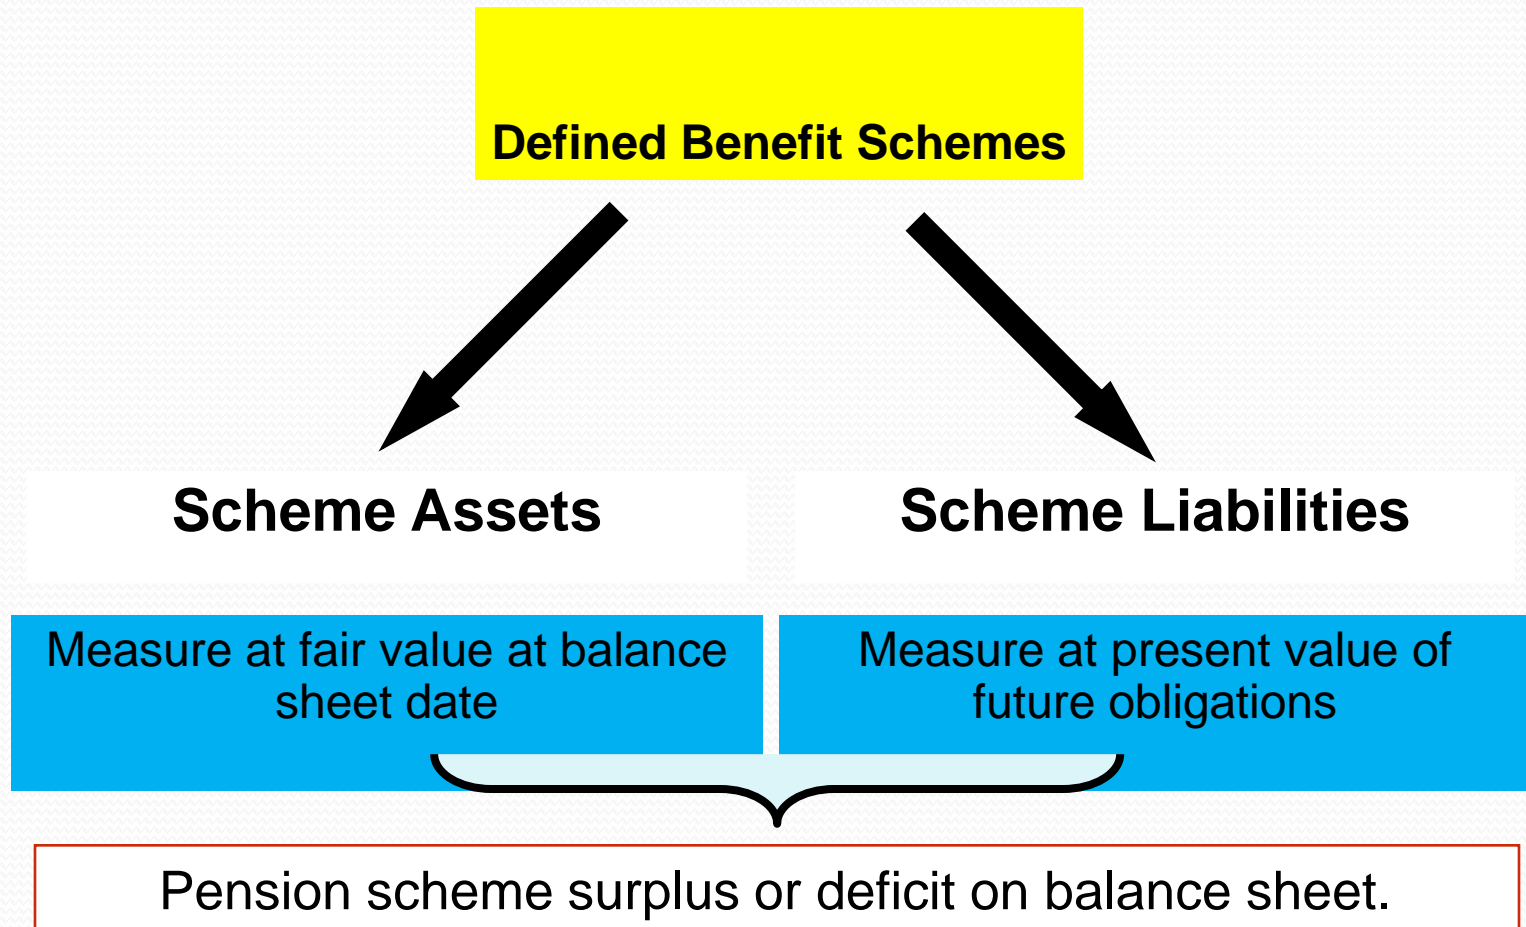 Defined Benefit Schemes
Scheme Assets
Scheme Liabilities
Measure at fair value at balance
sheet date
Measure at present value of
future obligations
Pension scheme surplus or deficit on balance sheet.